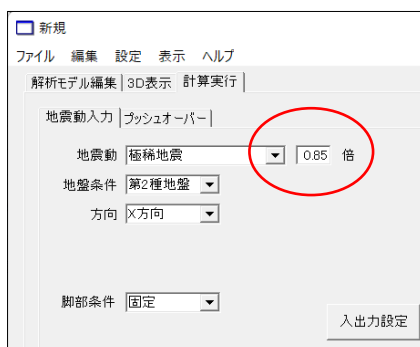 新規
ファイル 編集 設定 表示 ヘルプ
解析モデル編集 3D表示 計算実行
地震動入力 プッシュオーバー
地震動 極稀地震 0.85 倍
地盤条件 第2種地盤
方向 X方向
脚部条件 固定
入出力設定